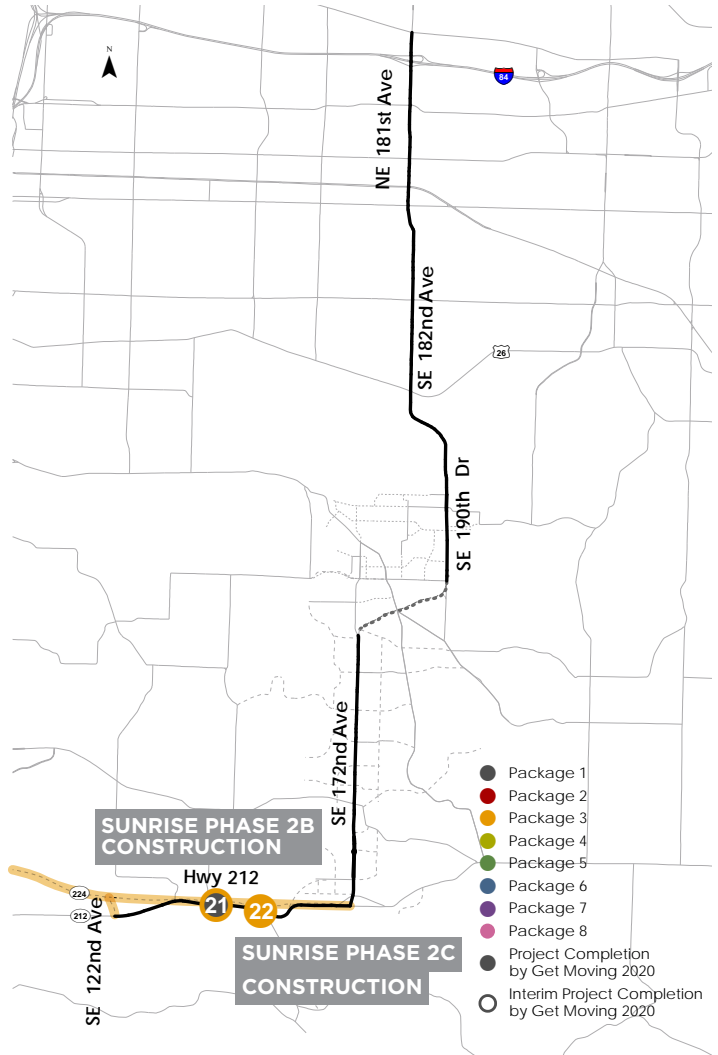 N
84
NE 181st Ave
SE 182nd Ave
26
SE 190th Dr
SE 172nd Ave
SUNRISE PHASE 2B
CONSTRUCTION
Hwy 212
224
212
21
22
SE 122nd Ave
SUNRISE PHASE 2C
CONSTRUCTION
Package 1
Package 2
Package 3
Package 4
Package 5
Package 6
Package 7
Package 8
Project Completion
by Get Moving 2020
Interim Project Completion
by Get Moving 2020